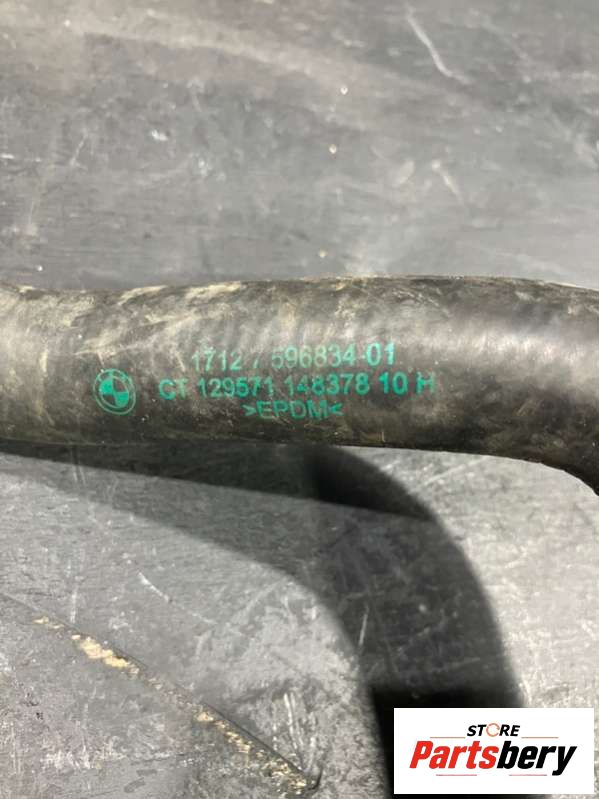 1712 7 596834-01
CT 129571 148378 10 H
>EPDM<
STORE
Partsbery